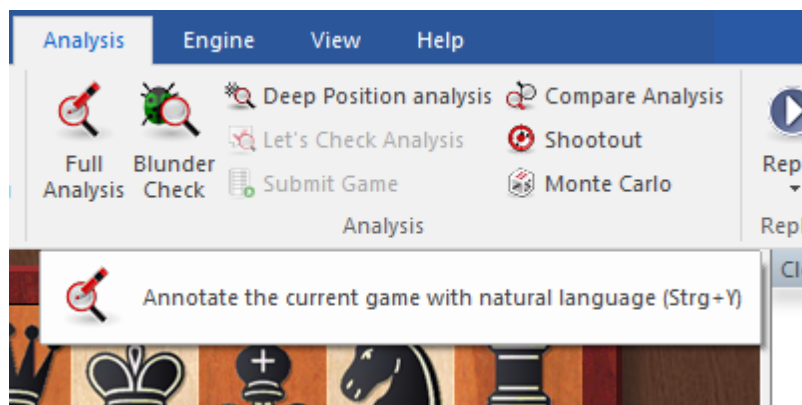 Analysis Engine View Help
Deep Position analysis Compare Analysis
Let's Check Analysis Shootout
Full Analysis
Blunder Check
Submit Game Monte Carlo
Analysis
Annotate the current game with natural language (Strg+Y)